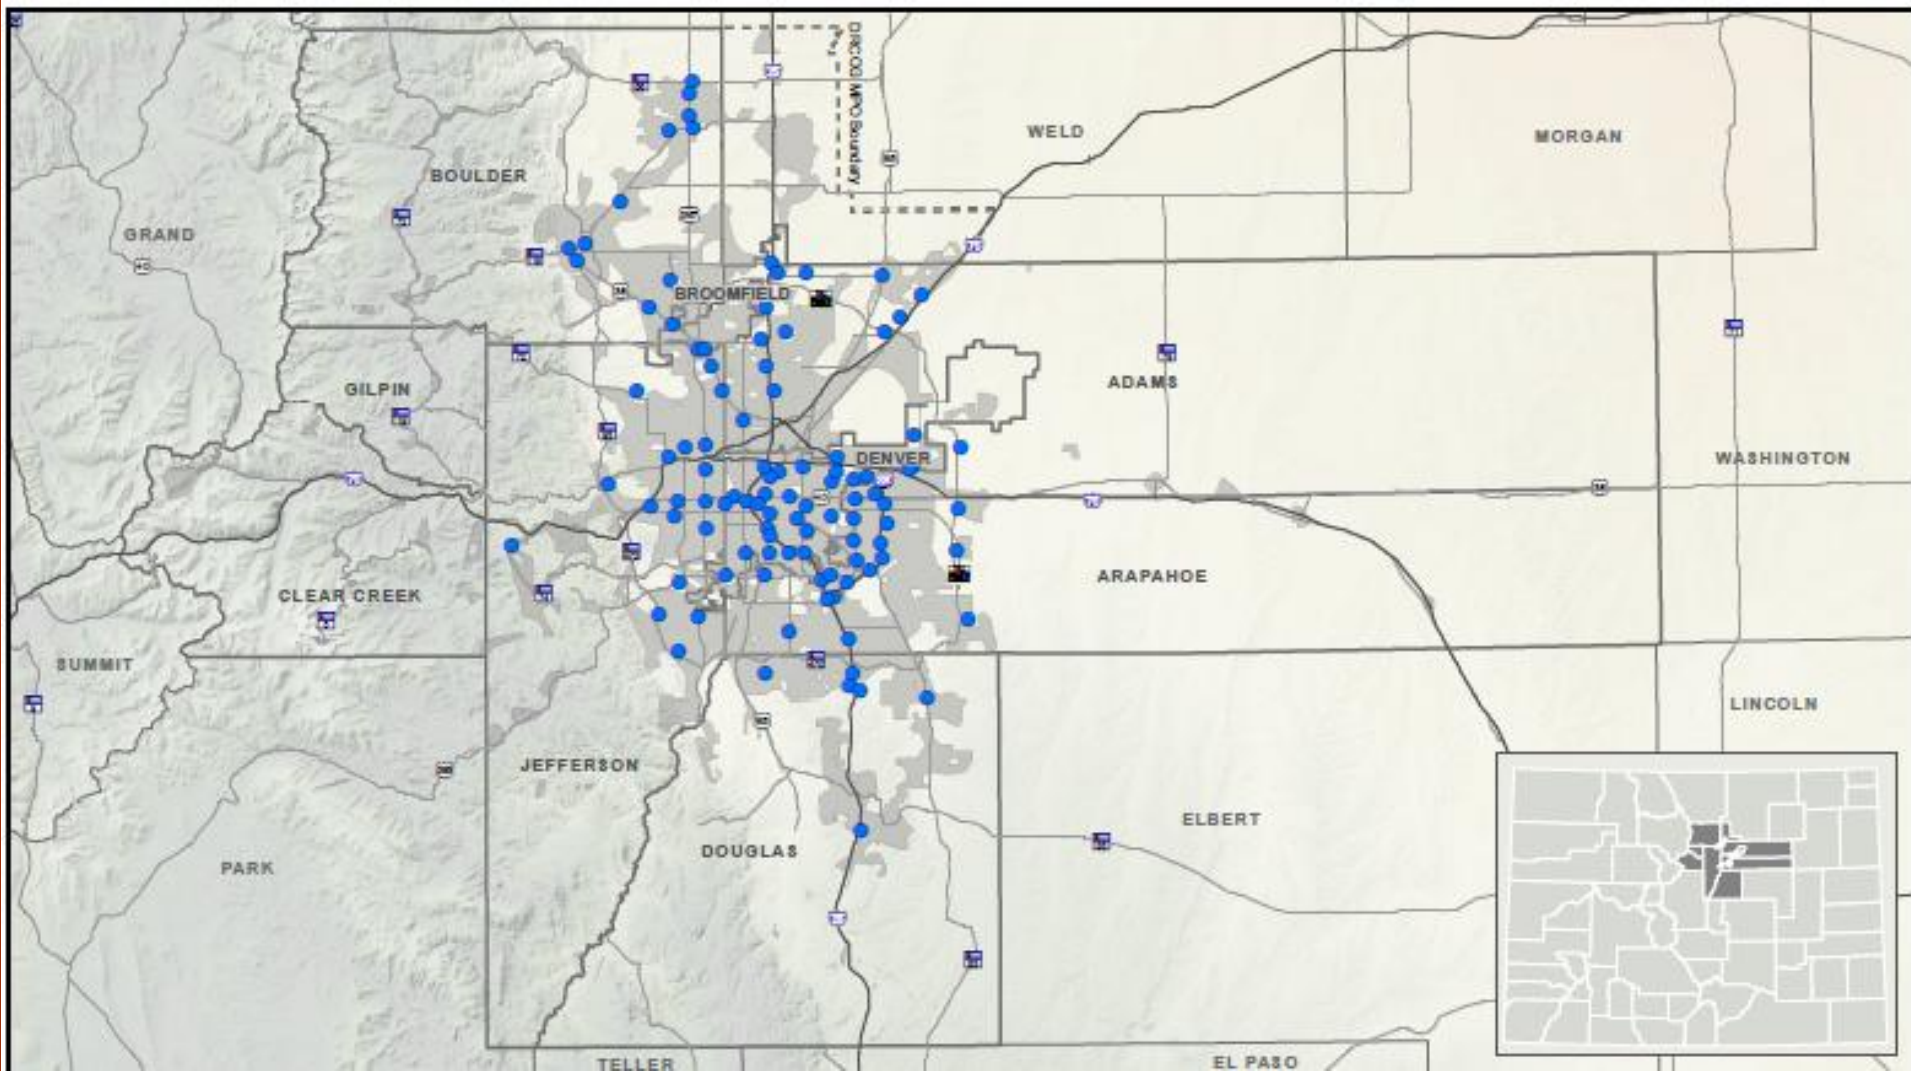 DRCOG MPO Boundary
WELD
MORGAN
BOULDER
GRAND
BROOMFIELD
ADAMS
GILPIN
DENVER
WASHINGTON
ARAPAHOE
CLEAR CREEK
SUMMIT
LINCOLN
JEFFERSON
ELBERT
DOUGLAS
PARK
TELLER
EL PASO